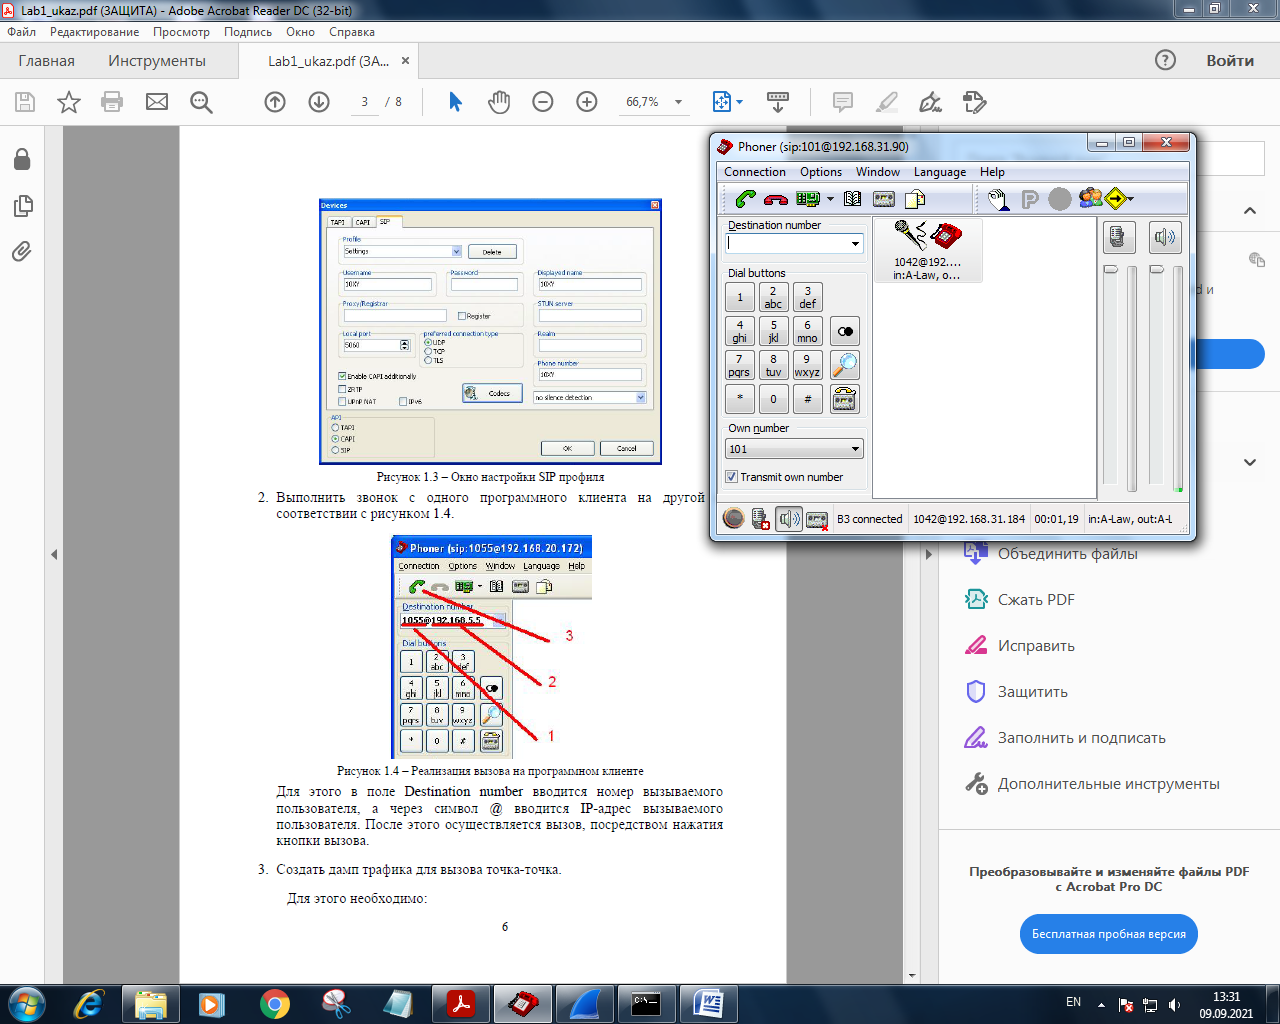 Lab1_ukaz.pdf (ЗАЩИТА) - Adobe Acrobat Reader DC (32-bit)
Файл Редактирование Просмотр Подпись Окно Справка
Главная Инструменты Lab1_ukaz.pdf (ЗА... × Войти
3 / 8 66,7%
Devices
TAPI CAPI SIP
Profile
Settings Delete
Username Password Displayed name
10XY 10XY
Proxy/Registrar STUN server
Register
Local port preferred connection type Realm
5060 UDP
TCP
TLS
Phone number
10XY
Enable CAPI additionally
ZRTP
UPnP NAT IPv6
Codecs
no silence detection
API
TAPI
CAPI
SIP
OK Cancel
Рисунок 1.3 – Окно настройки SIP профиля
2. Выполнить звонок с одного программного клиента на другой
соответствии с рисунком 1.4.
Phoner (sip:1055@192.168.20.172)
Connection Options Window Language Help
Destination number
1055@192.168.5.5
Dial buttons
1 2 abc 3 def
4 ghi 5 jkl 6 mno
7 pqrs 8 tuv 9 wxyz
* 0 #
3
2
1
Рисунок 1.4 – Реализация вызова на программном клиенте
Для этого в поле Destination number вводится номер вызываемого
пользователя, а через символ @ вводится IP-адрес вызываемого
пользователя. После этого осуществляется вызов, посредством нажатия
кнопки вызова.
3. Создать дамп трафика для вызова точка-точка.
Для этого необходимо:
6
Phoner (sip:101@192.168.31.90)
Connection Options Window Language Help
P
Destination number
Dial buttons
1 2 abc 3 def
4 ghi 5 jkl 6 mno
7 pqrs 8 tuv 9 wxyz
* 0 #
Own number
101
Transmit own number
1042@192....
in:A-Law, o...
B3 connected 1042@192.168.31.184 00:01,19 in:A-Law, out:A-L
и
Объединить файлы
Сжать PDF
Исправить
Защитить
Заполнить и подписать
Дополнительные инструменты
Преобразовывайте и изменяйте файлы PDF
с Acrobat Pro DC
Бесплатная пробная версия
EN
13:31
09.09.2021